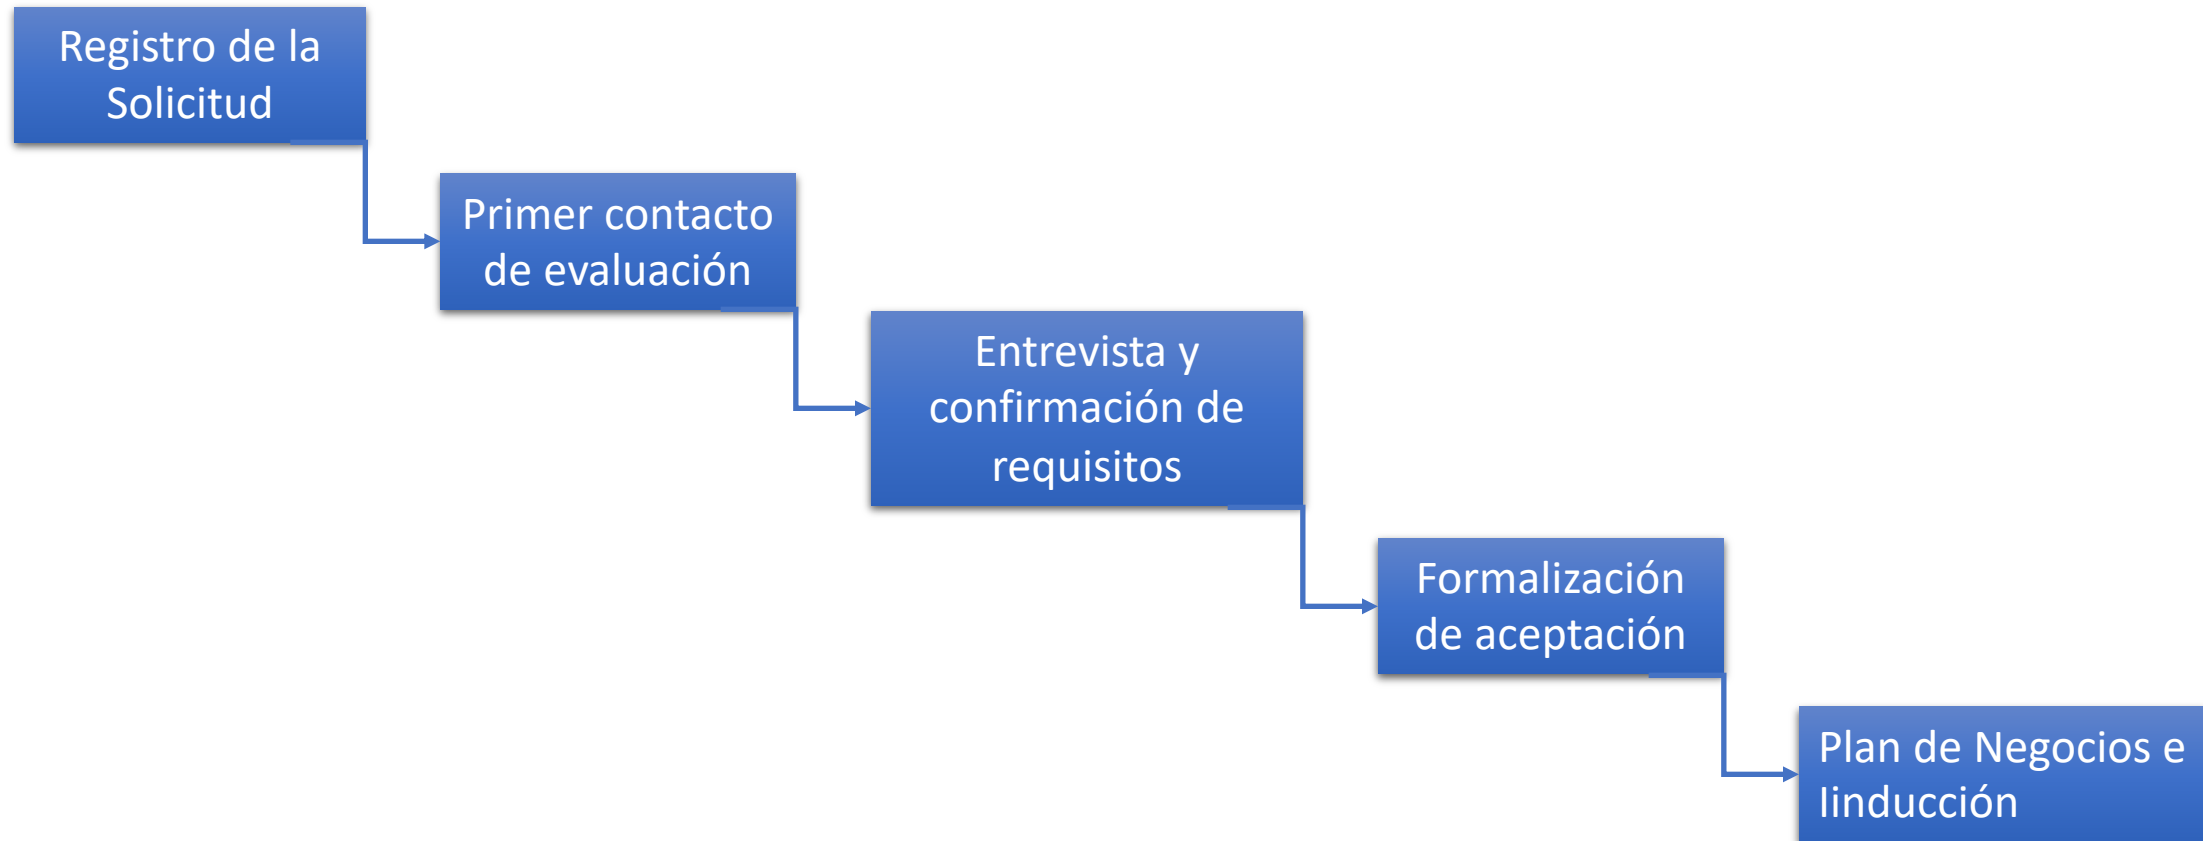 Registro de la
Solicitud
Primer contacto
de evaluación
Entrevista y
confirmación de
requisitos
Formalización
de aceptación
Plan de Negocios e
Iinducción